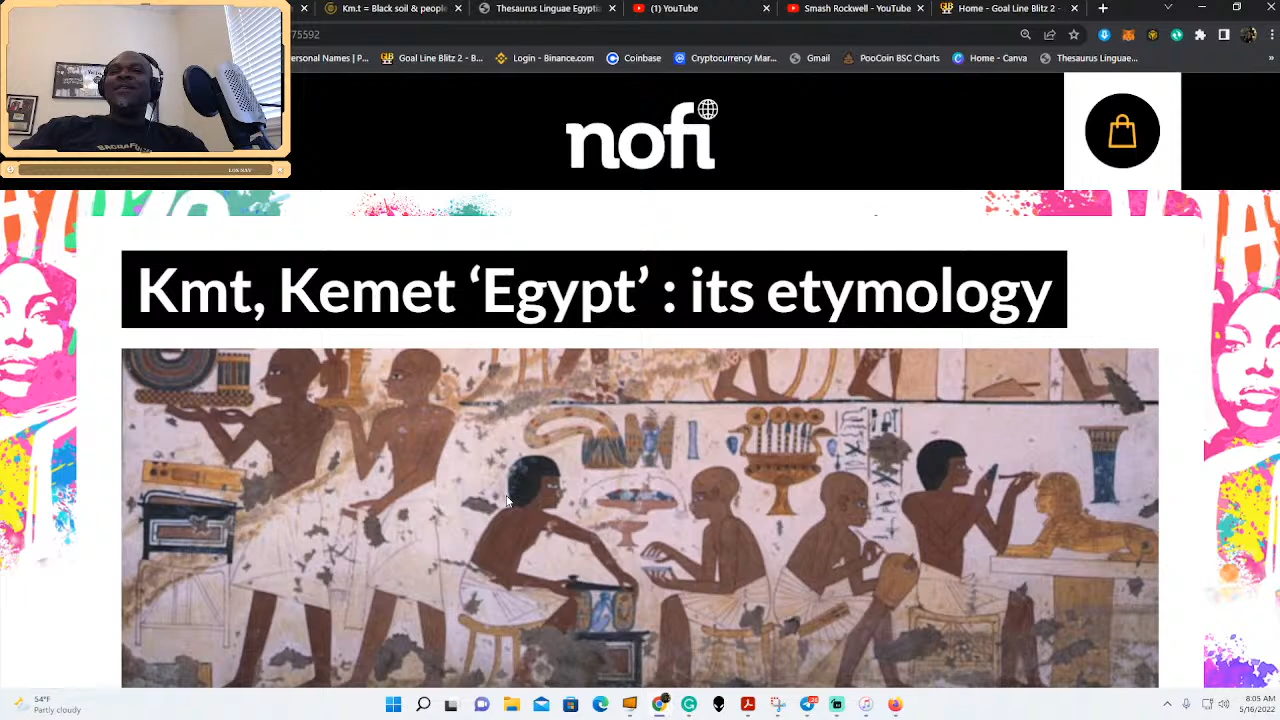 Km.t = Black soil & people
Thesaurus Linguae Egyptia
(1) YouTube
Smash Rockwell - YouTube
Home - Goal Line Blitz 2 -
75592
ersonal Names | P...
Goal Line Blitz 2 - B...
Login - Binance.com
Coinbase
Cryptocurrency Mar...
Gmail
PooCoin BSC Charts
Home - Canva
Thesaurus Linguae...
»
nofi
Kmt, Kemet ‘Egypt’ : its etymology
54°F
Partly cloudy
8:05 AM
5/16/2022